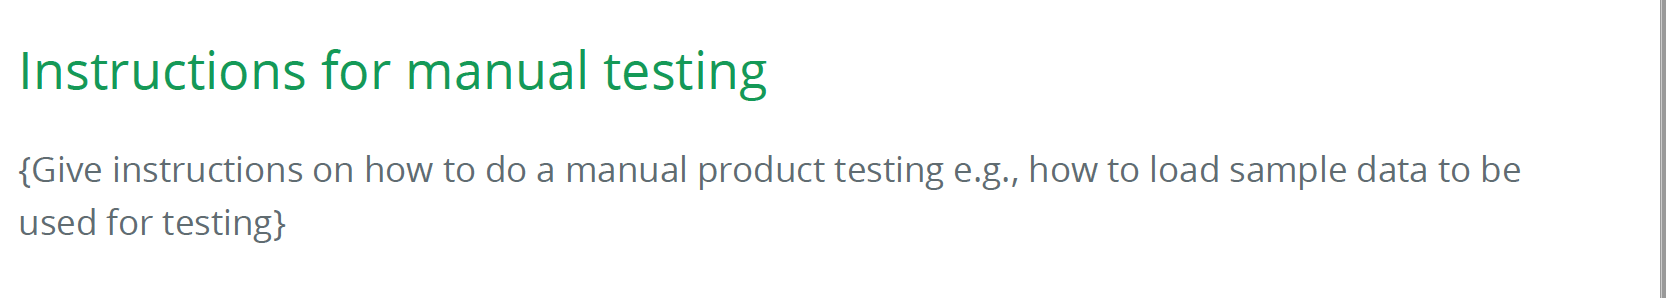 Instructions for manual testing
{Give instructions on how to do a manual product testing e.g., how to load sample data to be
used for testing}